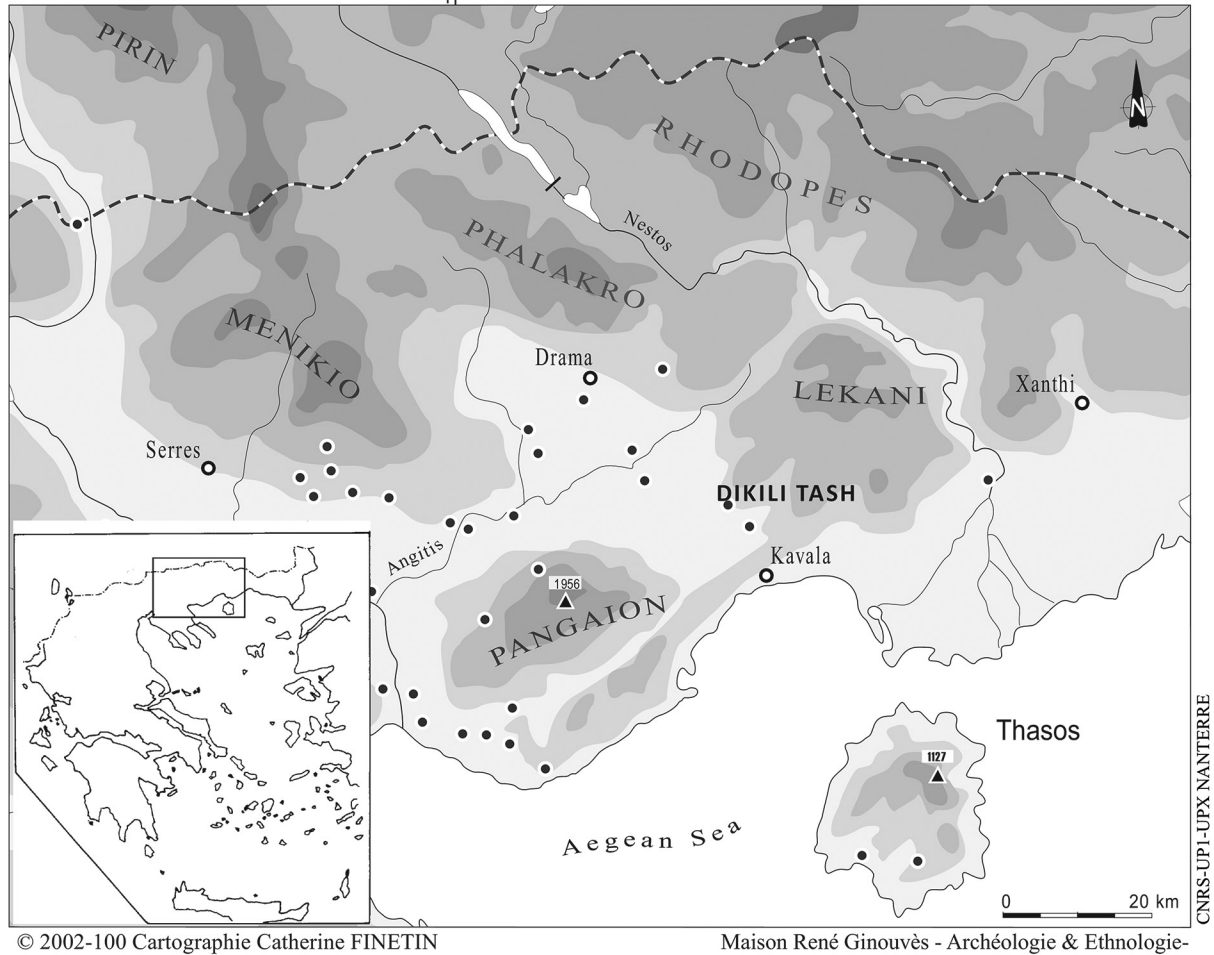 PIRIN
N
RHODOPES
Nestos
PHALAKRO
MENIKIO
Drama
LEKANI
Xanthi
Serres
DIKILI TASH
Angitis
Kavala
1956
PANGAION
Thasos
1127
Aegean Sea
0 20 km
CNRS-UP1-UPX NANTERRE
© 2002-100 Cartographie Catherine FINETIN
Maison René Ginouvès - Archéologie & Ethnologie-